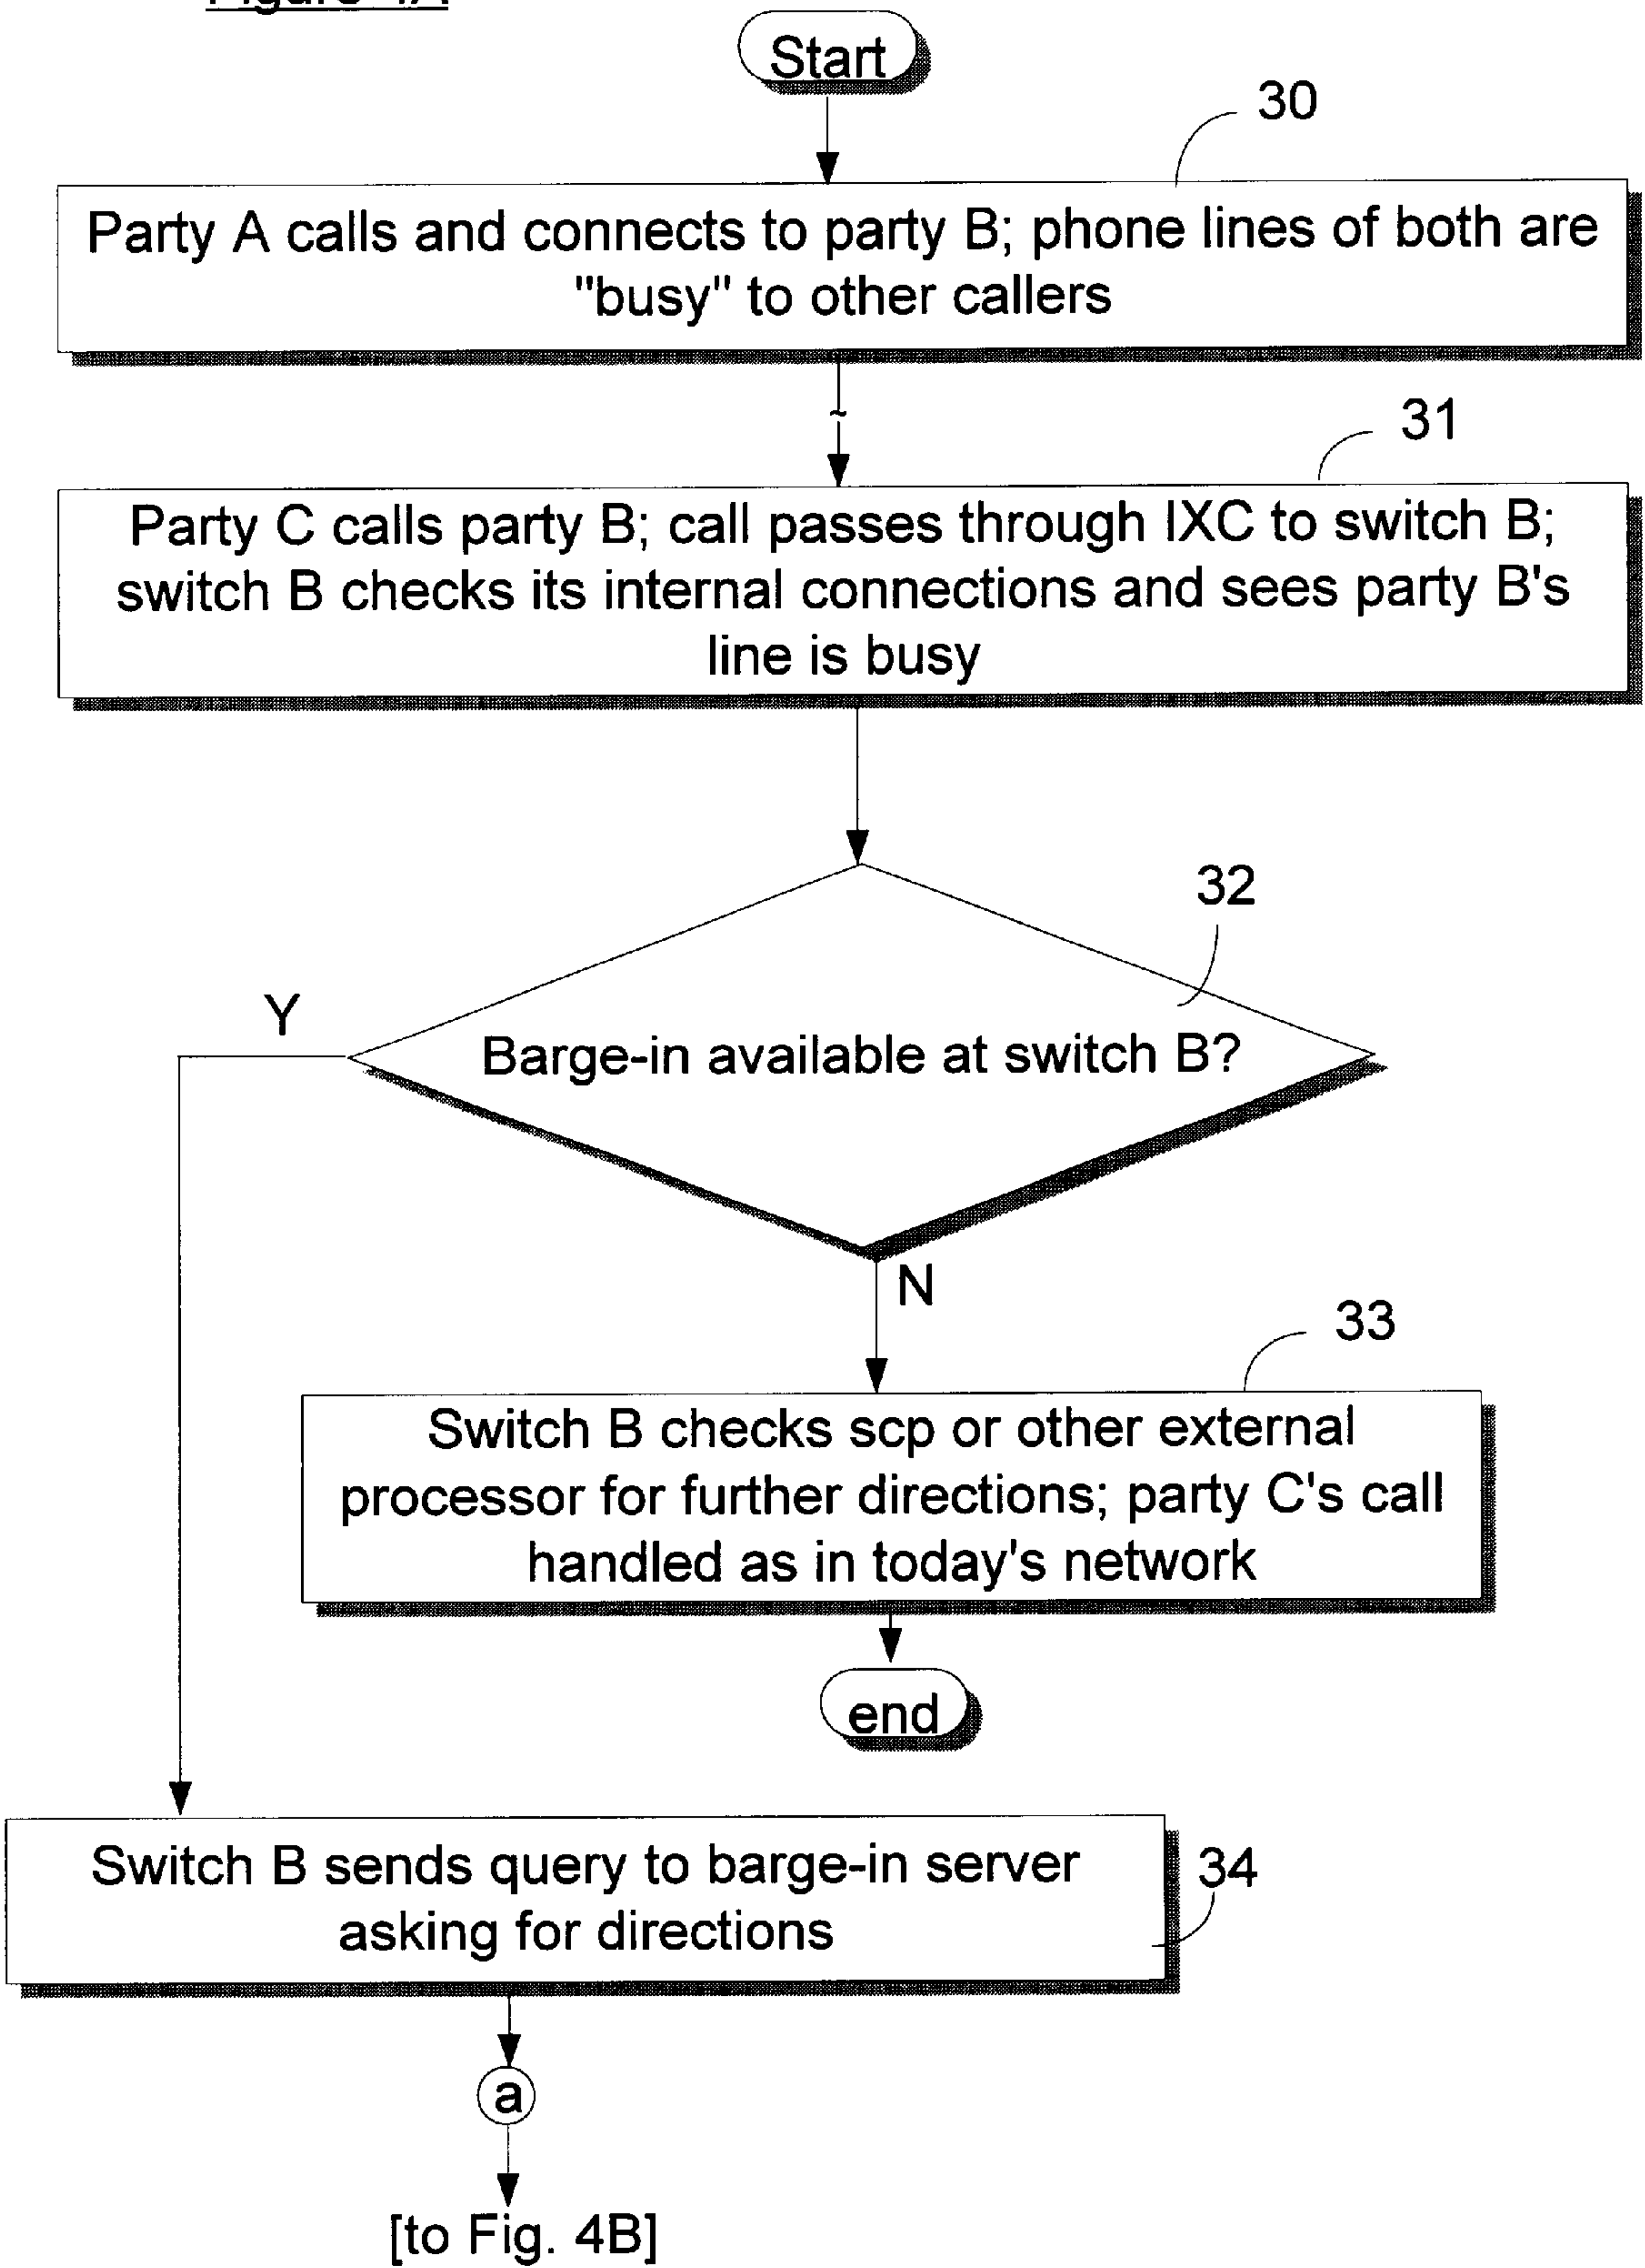 Start
30
Party A calls and connects to party B; phone lines of both are
"busy" to other callers
31
Party C calls party B; call passes through IXC to switch B;
switch B checks its internal connections and sees party B's
line is busy
32
Y
Barge-in available at switch B?
N
33
Switch B checks scp or other external
processor for further directions; party C's call
handled as in today's network
end
Switch B sends query to barge-in server
asking for directions
34
a
[to Fig. 4B]